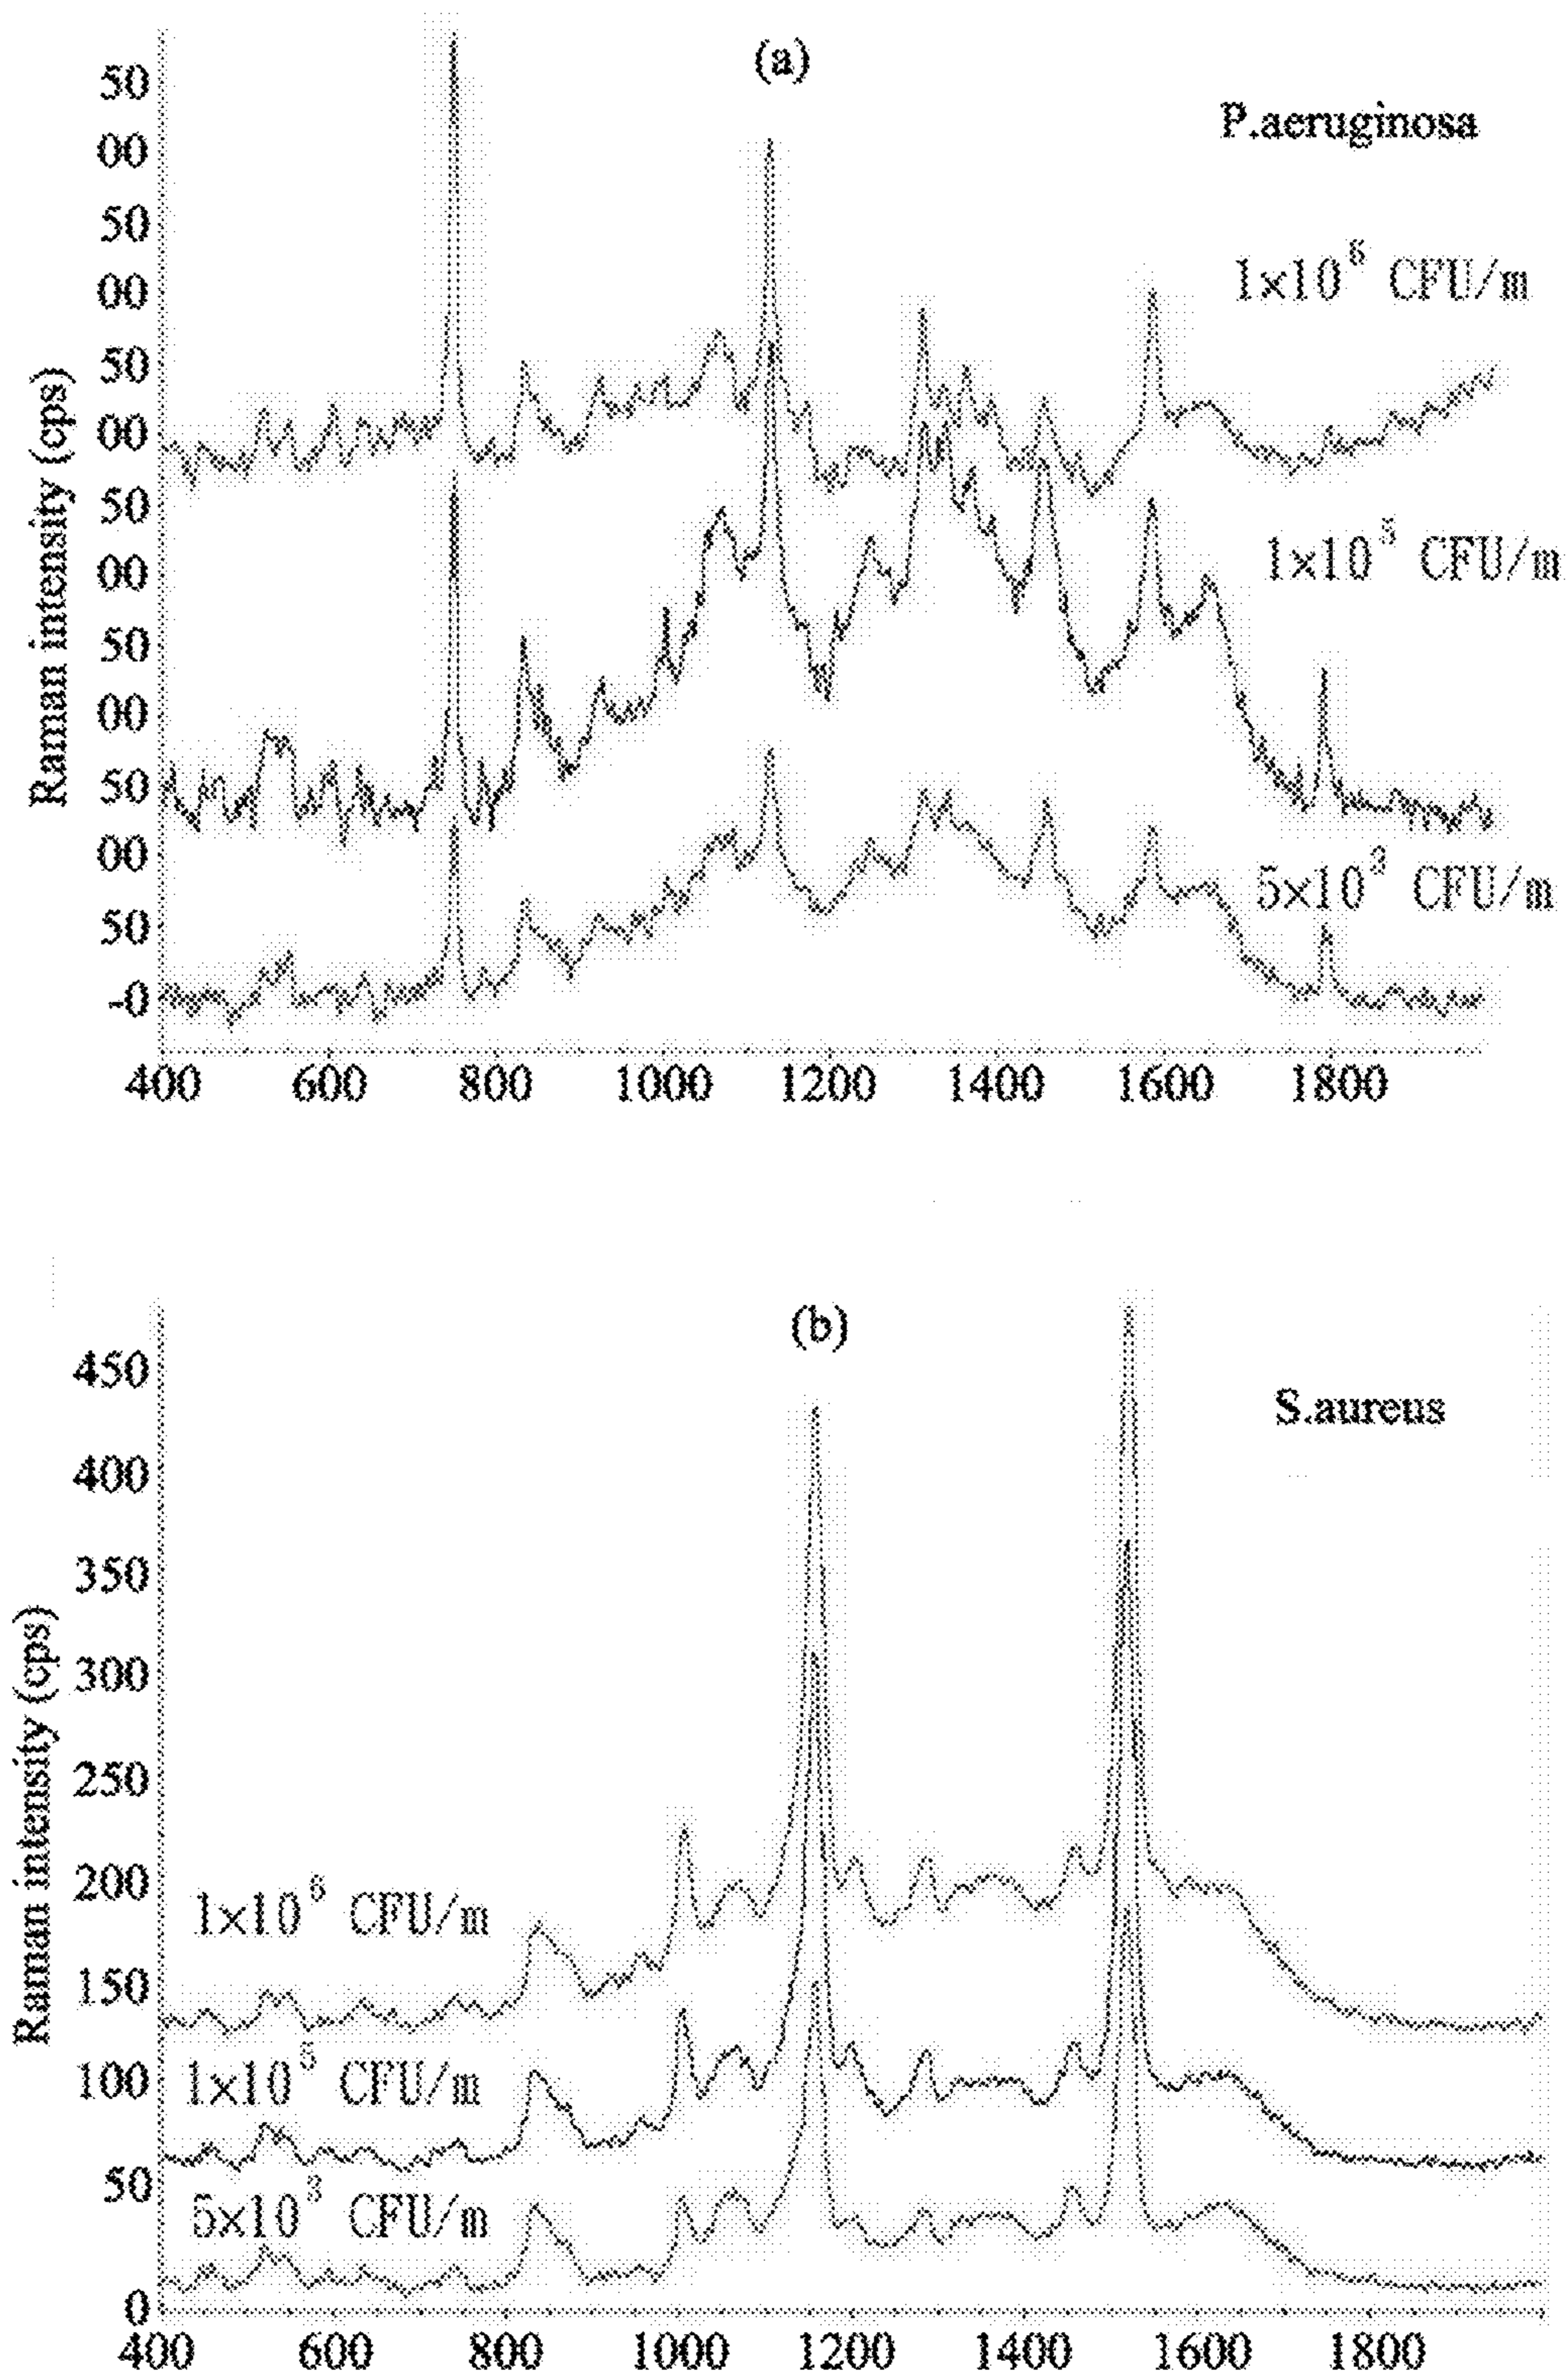 (a)
P.aeruginosa
Raman intensity (cps)
50
00
50
00
50
00
50
00
50
00
50
00
50
-0
1×10⁶ CFU/m
1×10⁵ CFU/m
5×10³ CFU/m
400 600 800 1000 1200 1400 1600 1800
(b)
S.aureus
Raman intensity (cps)
450
400
350
300
250
200
150
100
50
0
1×10⁶ CFU/m
1×10⁵ CFU/m
5×10³ CFU/m
400 600 800 1000 1200 1400 1600 1800